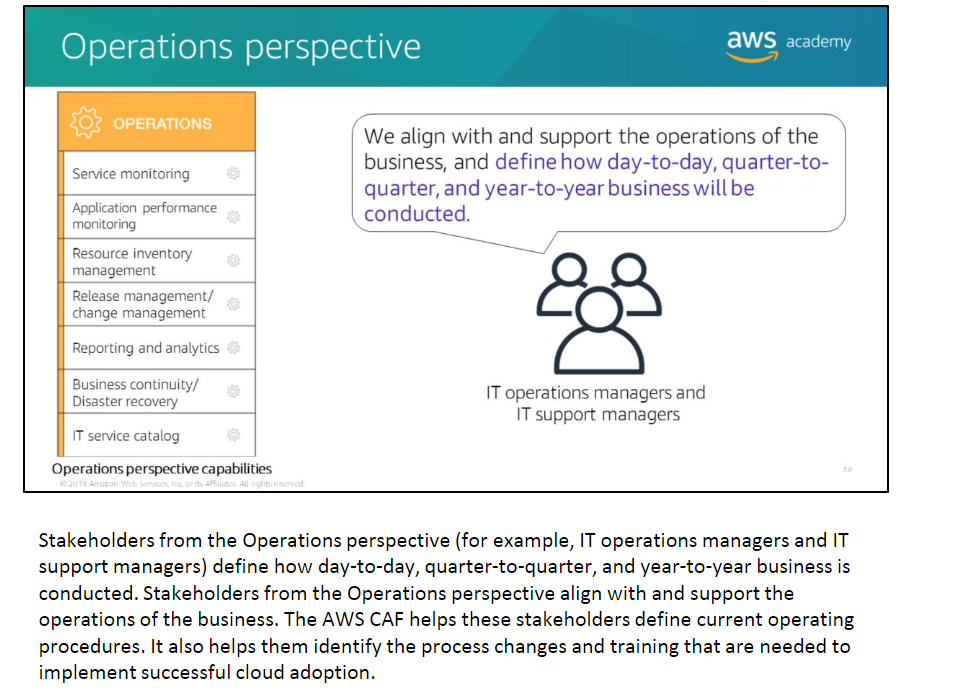 Operations perspective
aws academy
OPERATIONS
Service monitoring
Application performance
monitoring
Resource inventory
management
Release management/
change management
Reporting and analytics
Business continuity/
Disaster recovery
IT service catalog
Operations perspective capabilities
We align with and support the operations of the
business, and define how day-to-day, quarter-to-
quarter, and year-to-year business will be
conducted.
IT operations managers and
IT support managers
© 2019 Amazon Web Services, Inc. or its Affiliates. All rights reserved.
59
Stakeholders from the Operations perspective (for example, IT operations managers and IT
support managers) define how day-to-day, quarter-to-quarter, and year-to-year business is
conducted. Stakeholders from the Operations perspective align with and support the
operations of the business. The AWS CAF helps these stakeholders define current operating
procedures. It also helps them identify the process changes and training that are needed to
implement successful cloud adoption.